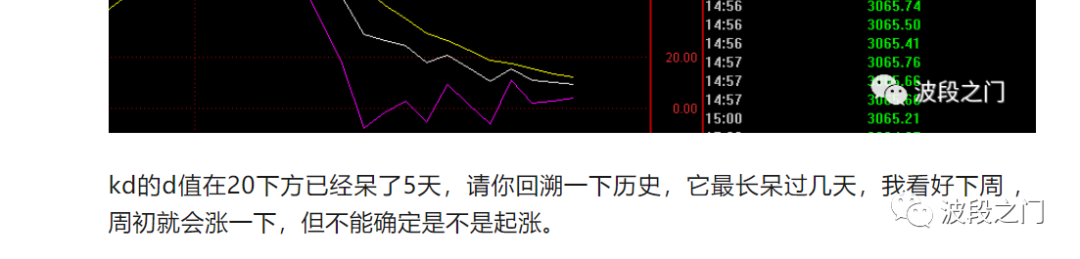 14:56 3065.74
14:56 3065.50
14:56 3065.41
20.00 14:57 3065.76
14:57
14:57
0.00 15:00 3065.21
波段之门
kd的d值在20下方已经呆了5天，请你回溯一下历史，它最长呆过几天，我看好下周，
周初就会涨一下，但不能确定是不是起涨。
波段之门